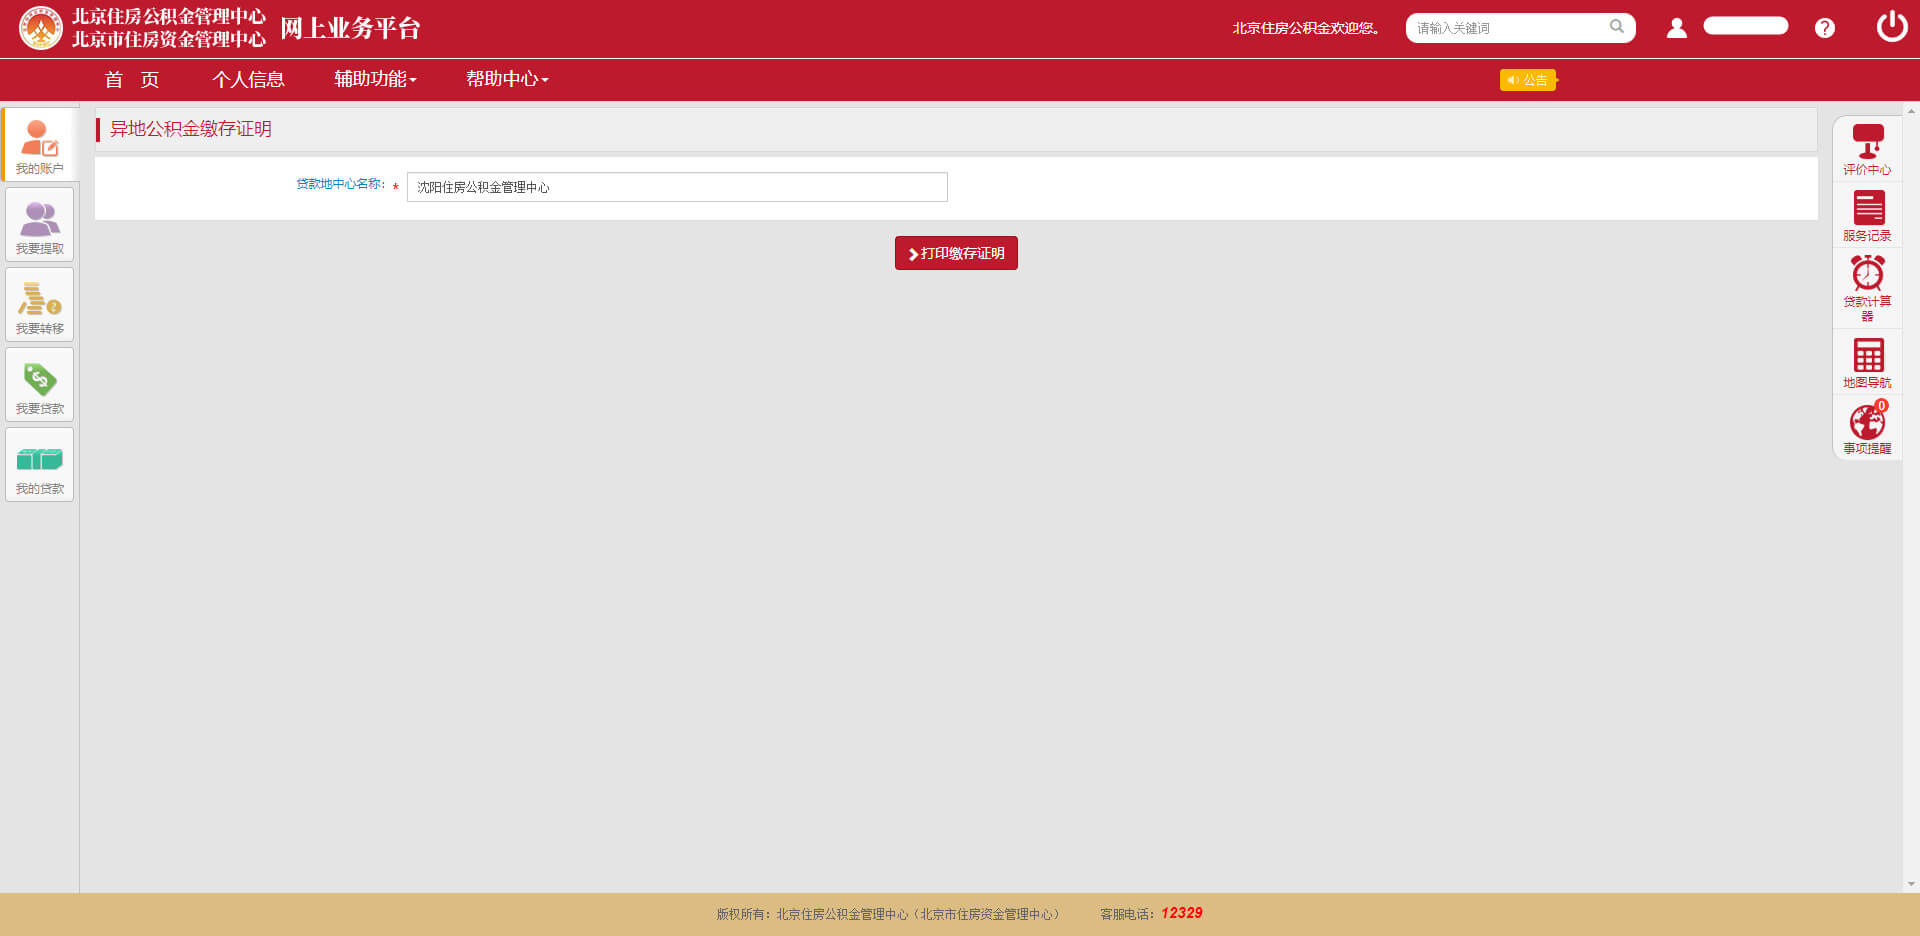 北京住房公积金管理中心
北京市住房资金管理中心
网上业务平台
北京住房公积金欢迎您。
请输入关键词
首 页
个人信息
辅助功能
帮助中心
公告
我的账户
我要提取
我要转移
我要贷款
我的贷款
异地公积金缴存证明
贷款地中心名称: *
沈阳住房公积金管理中心
打印缴存证明
评价中心
服务记录
贷款计算
器
地图导航
0
事项提醒
版权所有：北京住房公积金管理中心（北京市住房资金管理中心） 客服电话：12329